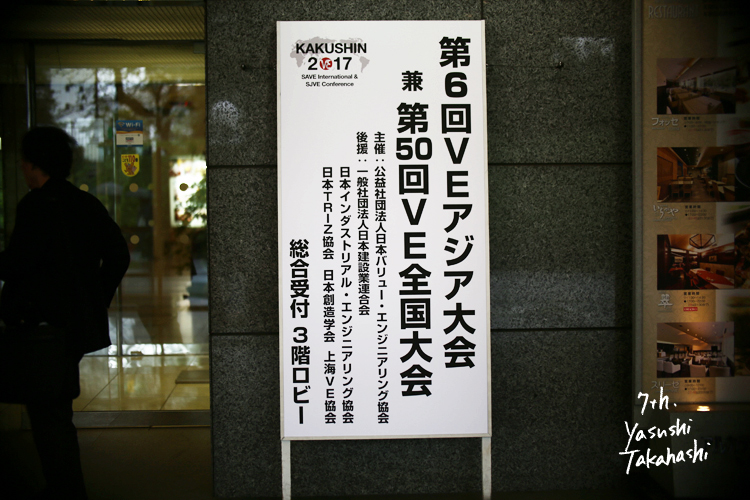 KAKUSHIN
2017
SAVE International &
SJVE Conference
第6回VEアジア大会
兼 第50回VE全国大会
主催：公益社団法人日本バリュー・エンジニアリング協会
後援：一般社団法人日本建設業連合会
日本インダストリアル・エンジニアリング協会
日本TRIZ協会 日本創造学会 上海VE協会
総合受付 3階ロビー
Wi-Fi
7th.
Yasushi
Takahashi